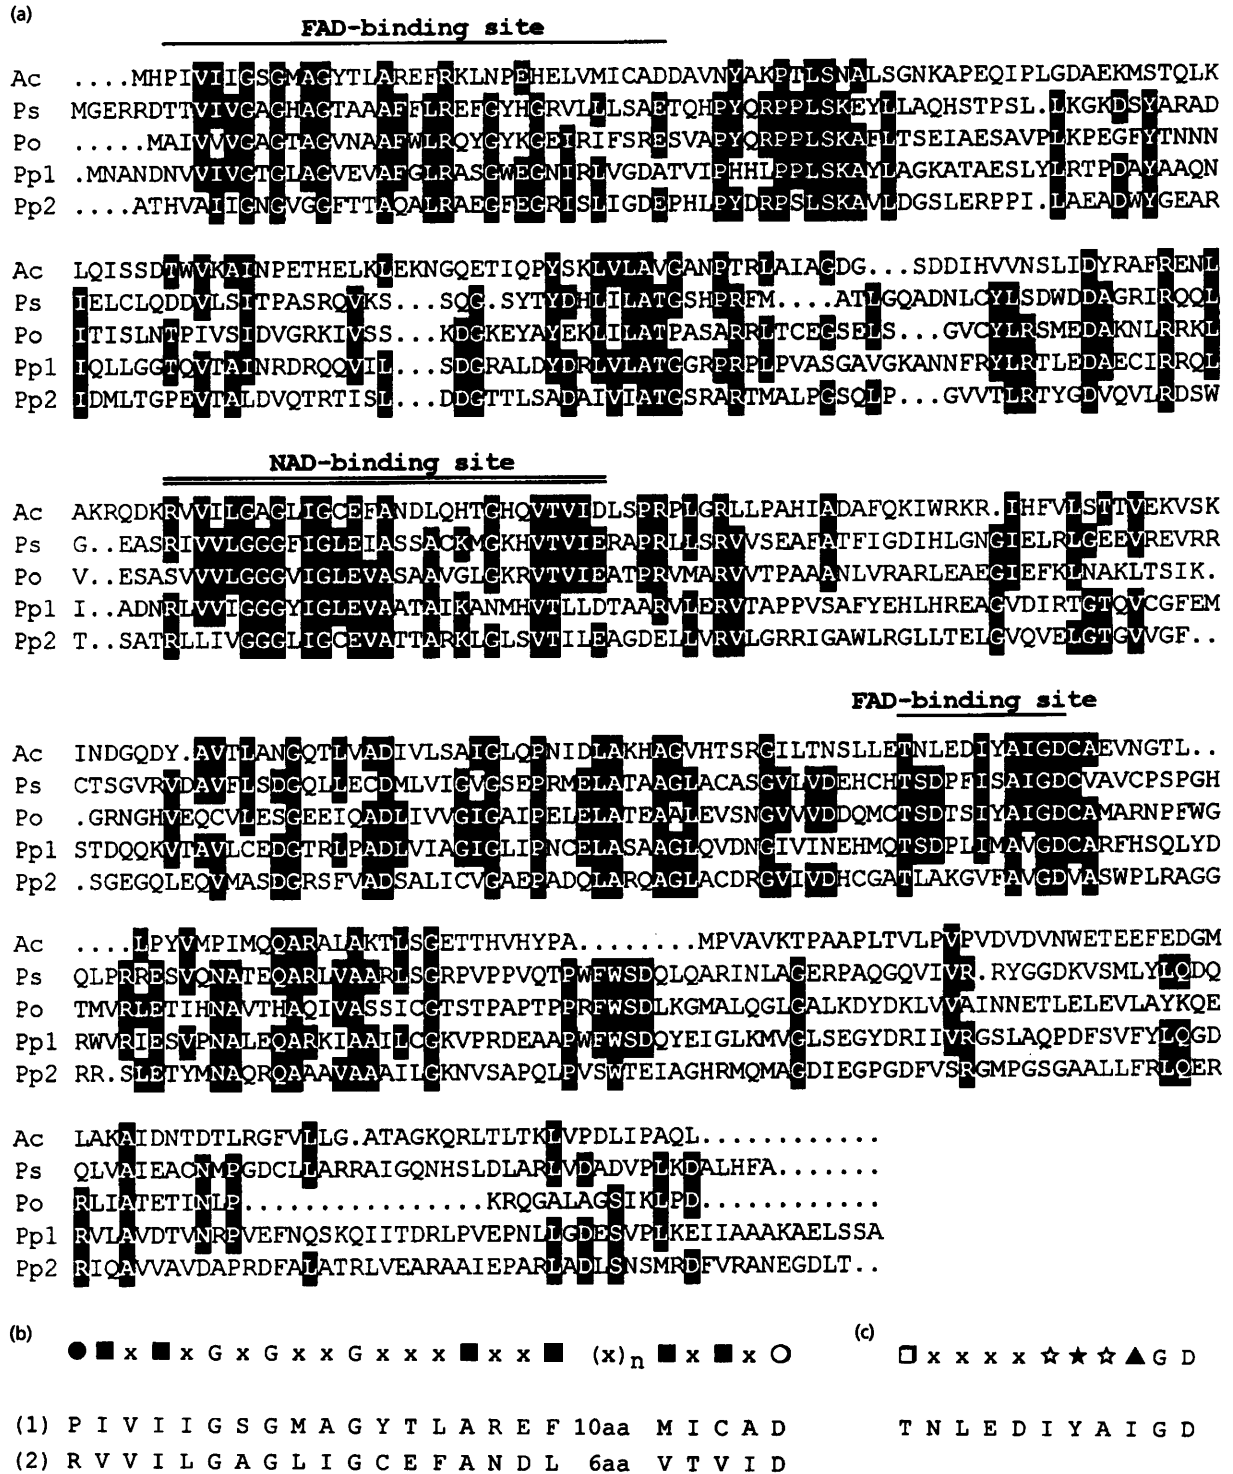 (a)
FAD-binding site
Ac ....MHPIVIIGSGMAGYTLAREFRKLNPEHELVMICADDAVNYAKPTLSNALSGNKAPEQIPLGDAEKMSTQLK
Ps MGERRDTTVIVGAGHAGTAAAFFLREFGYHGRVLLLSAETQHPYQRPPLSKEYLLAQHSTPSL.LKGKDSYARAD
Po .....MAIVVVGAGTAGVNAAFWLRQYGYKGEIRIFSRESVAPYQRPPLSKAFLTSEIAESAVPLKPEGFYTNNN
Pp1 .MNANDNVVIVGTGLAGVEVAFGLRASGWEGNIRLVGDATVIPHHLPPLSKAYLAGKATAESLYLRTPDAYAAQN
Pp2 ....ATHVAIIGNGVGGFTTAQALRAEGFEGRISLIGDEPHLPYDRPSLSKAVLDGSLERPPI.LAEADWYGEAR
Ac LQISSDTWVKAINPETHELKLEKNGQETIQPYSKLVLAVGANPTRLAIAGDG...SDDIHVVNSLIDYRAFRENL
Ps IELCLQDDVLSITPASRQVKS...SQG.SYTYDHLILATGSHPRFM....ATLGQADNLCYLSDWDDAGRIRQQL
Po ITISLNTPIVSIDVGRKIVSS...KDGKEYAYEKLILATPASARRLTCEGSELS...GVCYLRSMEDAKNLRRKL
Pp1 IQLLGGTQVTAINRDRQQVIL...SDGRALDYDRLVLATGGRPRPLPVASGAVGKANNFRYLRTLEDAECIRRQL
Pp2 IDMLTGPEVTALDVQTRTISL...DDGTTLSADAIVIATGSRARTMALPGSQLP...GVVTLRTYGDVQVLRDSW
NAD-binding site
Ac AKRQDKRVVILGAGLIGCEFANDLQHTGHQVTVIDLSPRPLGRLLPAHIADAFQKIWRKR.IHFVLSTTVEKVSK
Ps G..EASRIVVLGGGFIGLEIASSACKMGKHVTVIERAPRLLSRVVSEAFATFIGDIHLGNGIELRLGEEVREVRR
Po V..ESASVVVLGGGVIGLEVASAAVGLGKRVTVIEATPRVMARVVTPAAANLVRARLEAEGIEFKLNAKLTSIK.
Pp1 I..ADNRLVVIGGGYIGLEVAATAIKANMHVTLLDTAARVLERVTAPPVSAFYEHLHREAGVDIRTGTQVCGFEM
Pp2 T..SATRLLIVGGGLIGCEVATTARKLGLSVTILEAGDELLVRVLGRRIGAWLRGLLTELGVQVELGTGVVGF..
FAD-binding site
Ac INDGQDY.AVTLANGQTLVADIVLSAIGLQPNIDLAKHAGVHTSRGILTNSLLETNLEDIYAIGDCAEVNGTL..
Ps CTSGVRVDAVFLSDGQLLECDMLVIGVGSEPRMELATAAGLACASGVLVDEHCHTSDPFISAIGDCVAVCPSPGH
Po .GRNGHVEQCVLESGEEIQADLIVVGIGAIPELELATEAALEVSNGVVVDDQMCTSDTSIYAIGDCAMARNPFWG
Pp1 STDQQKVTAVLCEDGTRLPADLVIAGIGLIPNCELASAAGLQVDNGIVINEHMQTSDPLIMAVGDCARFHSQLYD
Pp2 .SGEGQLEQVMASDGRSFVADSALICVGAEPADQLARQAGLACDRGVIVDHCGATLAKGVFAVGDVASWPLRAGG
Ac ....LPYVMPIMQQARALAKTLSGETTHVHYPA........MPVAVKTPAAPLTVLPVPVDVDVNWETEEFEDGM
Ps QLPRRESVQNATEQARLVAARLSGRPVPPVQTPWFWSDQLQARINLAGERPAQGQVIVR.RYGGDKVSMLYLQDQ
Po TMVRLETIHNAVTHAQIVASSICGTSTPAPTPPRFWSDLKGMALQGLGALKDYDKLVVAINNETLELEVLAYKQE
Pp1 RWVRIESVPNALEQARKIAAILCGKVPRDEAAPWFWSDQYEIGLKMVGLSEGYDRIIVRGSLAQPDFSVFYLQGD
Pp2 RR.SLETYMNAQRQAAAVAAAILGKNVSAPQLPVSWTEIAGHRMQMAGDIEGPGDFVSRGMPGSGAALLFRLQER
Ac LAKAIDNTDTLRGFVLLG.ATAGKQRLTLTKLVPDLIPAQL............
Ps QLVAIEACNMPGDCLLARRAIGQNHSLDLARLVDADVPLKDALHFA.......
Po RLIATETINLP................KRQGALAGSIKLPD............
Pp1 RVLAVDTVNRPVEFNQSKQIITDRLPVEPNLLGDESVPLKEIIAAAKAELSSA
Pp2 RIQAVVAVDAPRDFALATRLVEARAAIEPARLADLSNSMRDFVRANEGDLT..
(b) ● ■ x ■ x G x G x x G x x x ■ x x ■ (x)n ■ x ■ x ○ (c) □ x x x x ☆ ★ ☆ ▲ G D
(1) P I V I I G S G M A G Y T L A R E F 10aa M I C A D T N L E D I Y A I G D
(2) R V V I L G A G L I G C E F A N D L 6aa V T V I D